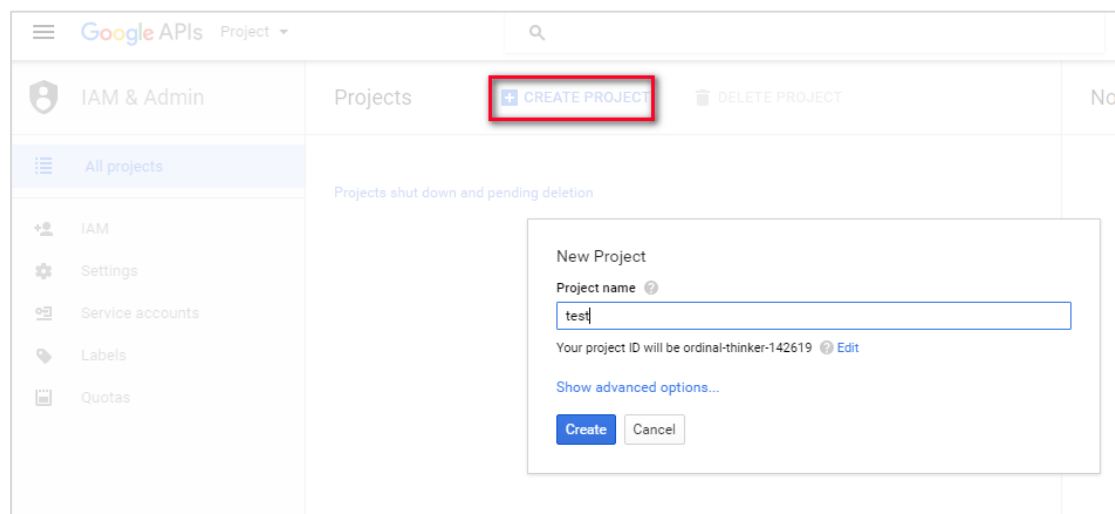 Google APIs Project
IAM & Admin
Projects
CREATE PROJECT
DELETE PROJECT
No
All projects
Projects shut down and pending deletion
IAM
Settings
Service accounts
Labels
Quotas
New Project
Project name
test
Your project ID will be ordinal-thinker-142619 Edit
Show advanced options...
Create Cancel